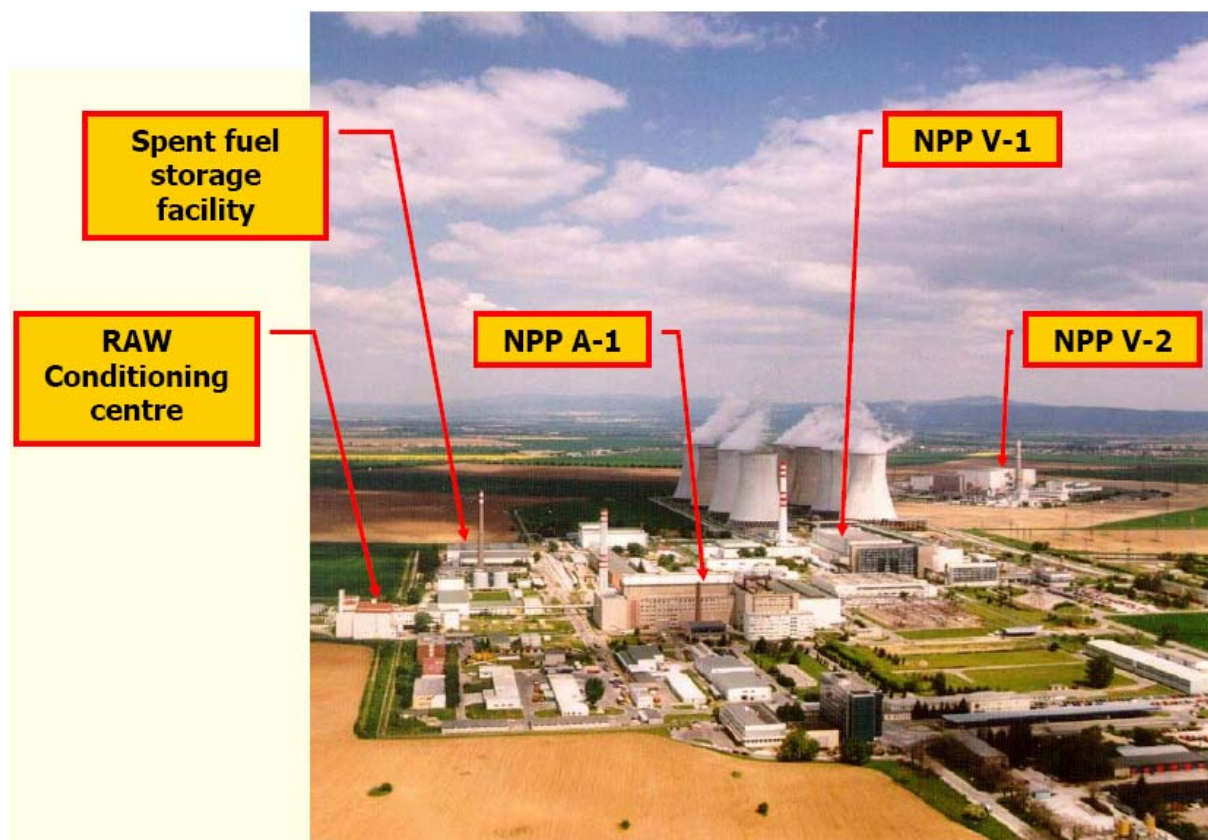 Spent fuel
storage
facility
NPP V-1
RAW
Conditioning
centre
NPP A-1
NPP V-2